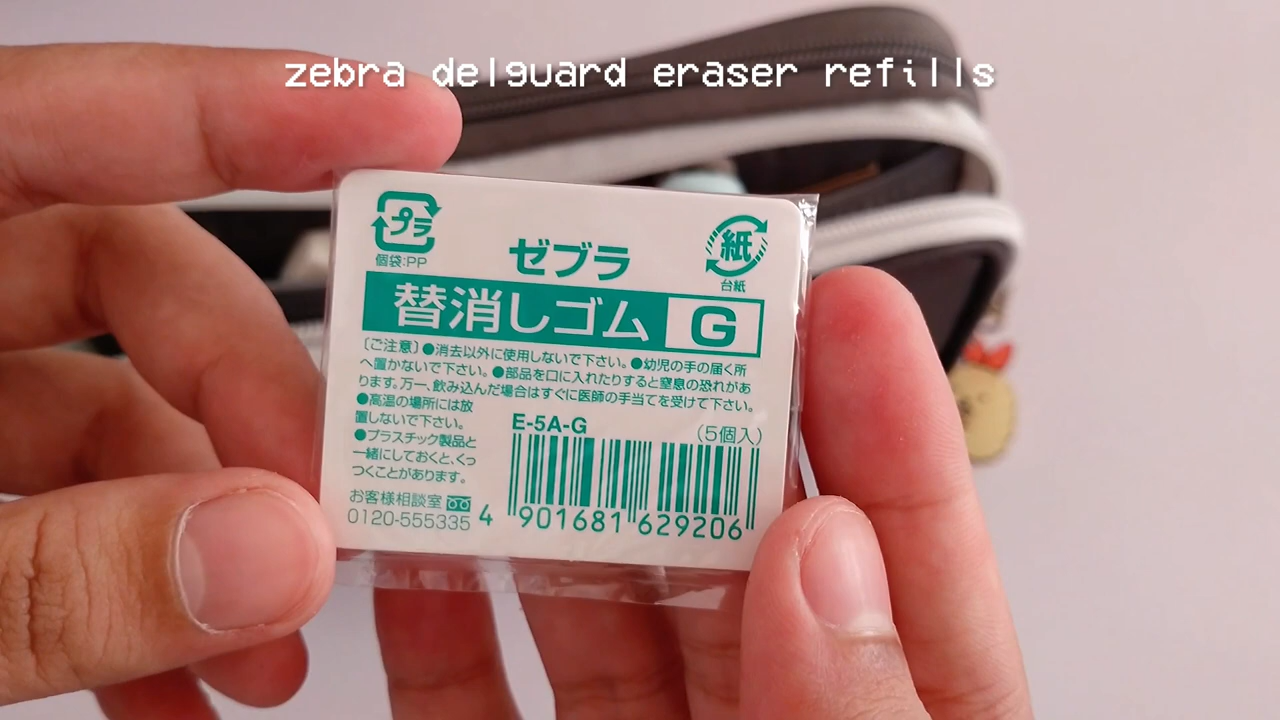 zebra delguard eraser refills
プラ
個袋:PP
ゼブラ
紙
台紙
替消しゴム G
〔ご注意〕●消去以外に使用しないで下さい。●幼児の手の届く所
へ置かないで下さい。●部品を口に入れたりすると窒息の恐れがあ
ります。万一、飲み込んだ場合はすぐに医師の手当てを受けて下さい。
●高温の場所には放
置しないで下さい。
●プラスチック製品と
一緒にしておくと、くっ
つくことがあります。
E-5A-G
(5個入)
お客様相談室
0120-555335
4 901681 629206